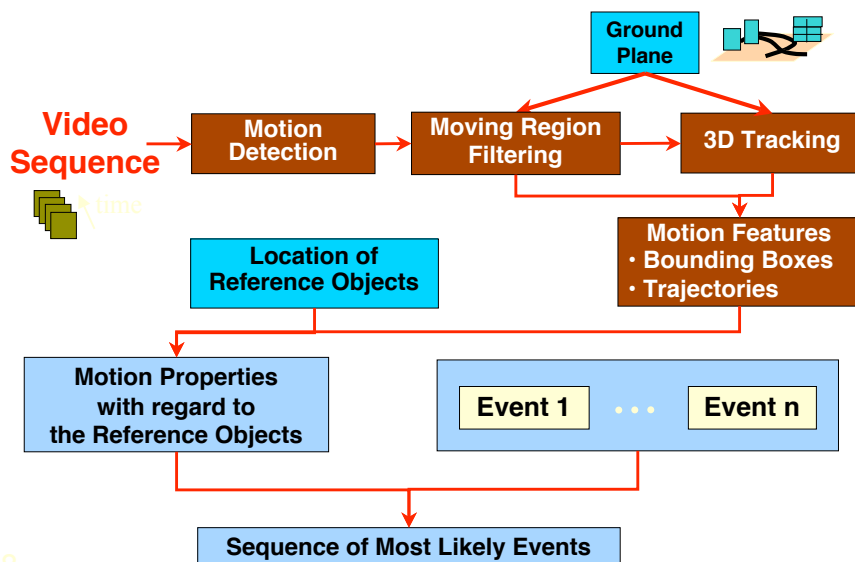 Ground
Plane
Video
Sequence
Motion
Detection
Moving Region
Filtering
3D Tracking
time
Location of
Reference Objects
Motion Features
• Bounding Boxes
• Trajectories
Motion Properties
with regard to
the Reference Objects
Event 1
• • •
Event n
Sequence of Most Likely Events